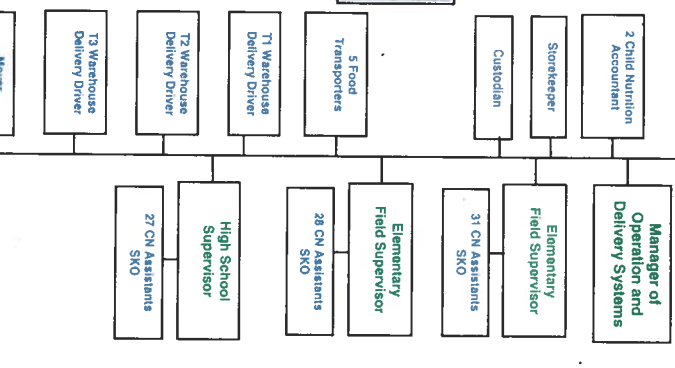 2 Child Nutrition
Accountant
Storekeeper
Custodian
5 Food
Transporters
T1 Warehouse
Delivery Driver
T2 Warehouse
Delivery Driver
T3 Warehouse
Delivery Driver
Manager of
Operation and
Delivery Systems
Elementary
Field Supervisor
31 CN Assistants
SKO
Elementary
Field Supervisor
28 CN Assistants
SKO
High School
Supervisor
27 CN Assistants
SKO